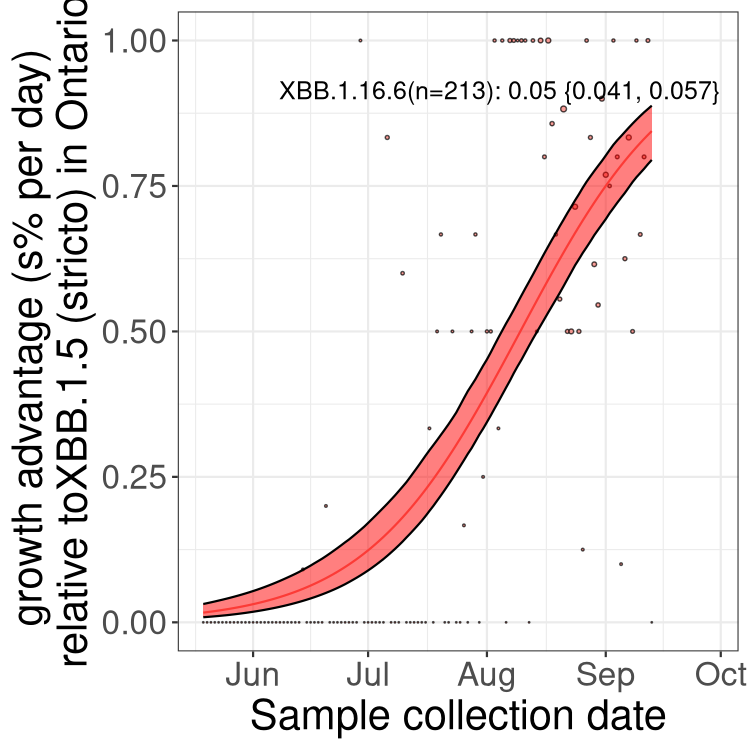 growth advantage (s% per day)
relative toXBB.1.5 (stricto) in Ontario
1.00
0.75
0.50
0.25
0.00
XBB.1.16.6(n=213): 0.05 {0.041, 0.057}
Jun Jul Aug Sep Oct
Sample collection date